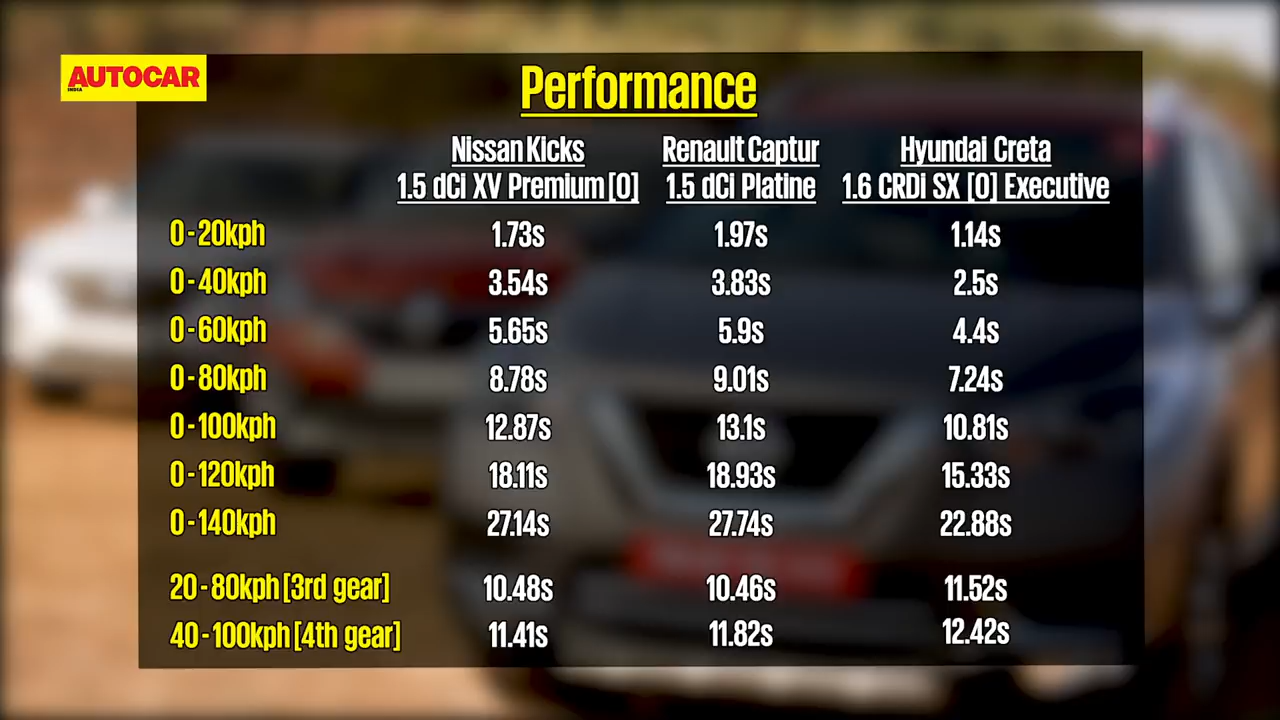 AUTOCAR
INDIA
Performance
Nissan Kicks Renault Captur Hyundai Creta
1.5 dCi XV Premium [O] 1.5 dCi Platine 1.6 CRDi SX [O] Executive
0-20kph 1.73s 1.97s 1.14s
0-40kph 3.54s 3.83s 2.5s
0-60kph 5.65s 5.9s 4.4s
0-80kph 8.78s 9.01s 7.24s
0-100kph 12.87s 13.1s 10.81s
0-120kph 18.11s 18.93s 15.33s
0-140kph 27.14s 27.74s 22.88s
20-80kph [3rd gear] 10.48s 10.46s 11.52s
40-100kph [4th gear] 11.41s 11.82s 12.42s